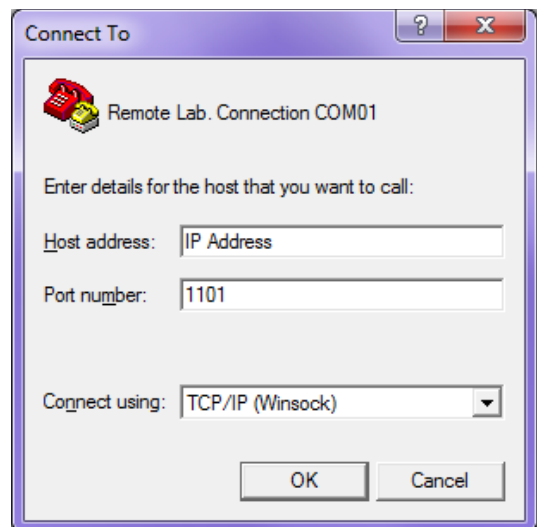 Connect To
?
X
Remote Lab. Connection COM01
Enter details for the host that you want to call:
Host address: IP Address
Port number: 1101
Connect using: TCP/IP (Winsock)
OK Cancel